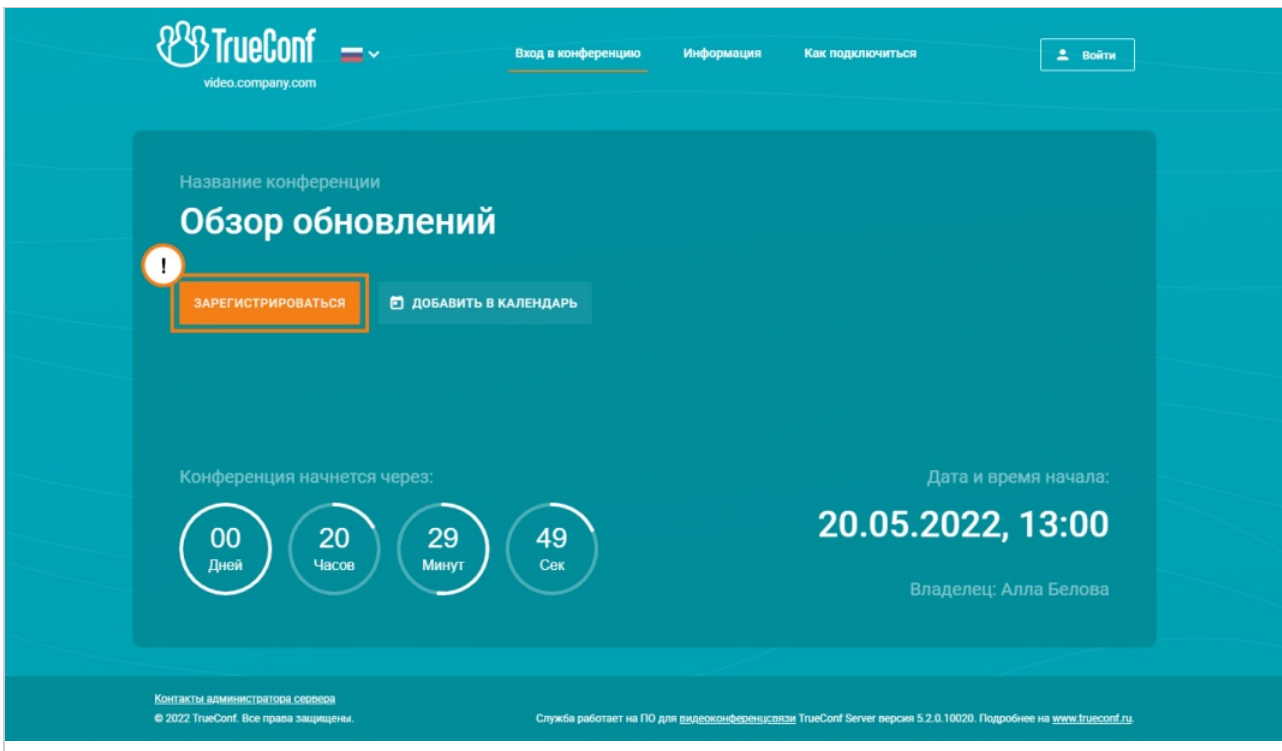 TrueConf
video.company.com
Вход в конференцию
Информация
Как подключиться
Войти
Название конференции
Обзор обновлений
!
ЗАРЕГИСТРИРОВАТЬСЯ
ДОБАВИТЬ В КАЛЕНДАРЬ
Конференция начнется через:
00
Дней
20
Часов
29
Минут
49
Сек
Дата и время начала:
20.05.2022, 13:00
Владелец: Алла Белова
Контакты администратора сервера
© 2022 TrueConf. Все права защищены.
Служба работает на ПО для видеоконференцсвязи TrueConf Server версия 5.2.0.10020. Подробнее на www.trueconf.ru.